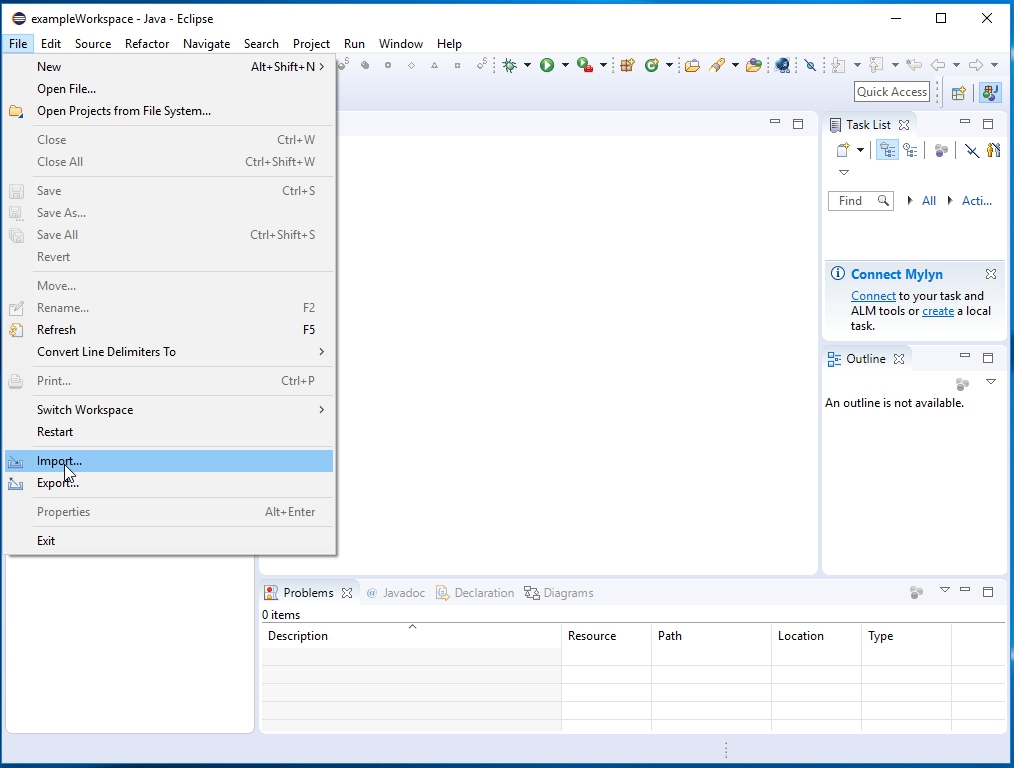 exampleWorkspace - Java - Eclipse
File Edit Source Refactor Navigate Search Project Run Window Help
New Alt+Shift+N
Open File...
Open Projects from File System...
Close Ctrl+W
Close All Ctrl+Shift+W
Save Ctrl+S
Save As...
Save All Ctrl+Shift+S
Revert
Move...
Rename... F2
Refresh F5
Convert Line Delimiters To
Print... Ctrl+P
Switch Workspace
Restart
Import...
Export...
Properties Alt+Enter
Exit
Quick Access
Task List
Find All Acti...
Connect Mylyn
Connect to your task and
ALM tools or create a local
task.
Outline
An outline is not available.
Problems @ Javadoc Declaration Diagrams
0 items
Description Resource Path Location Type